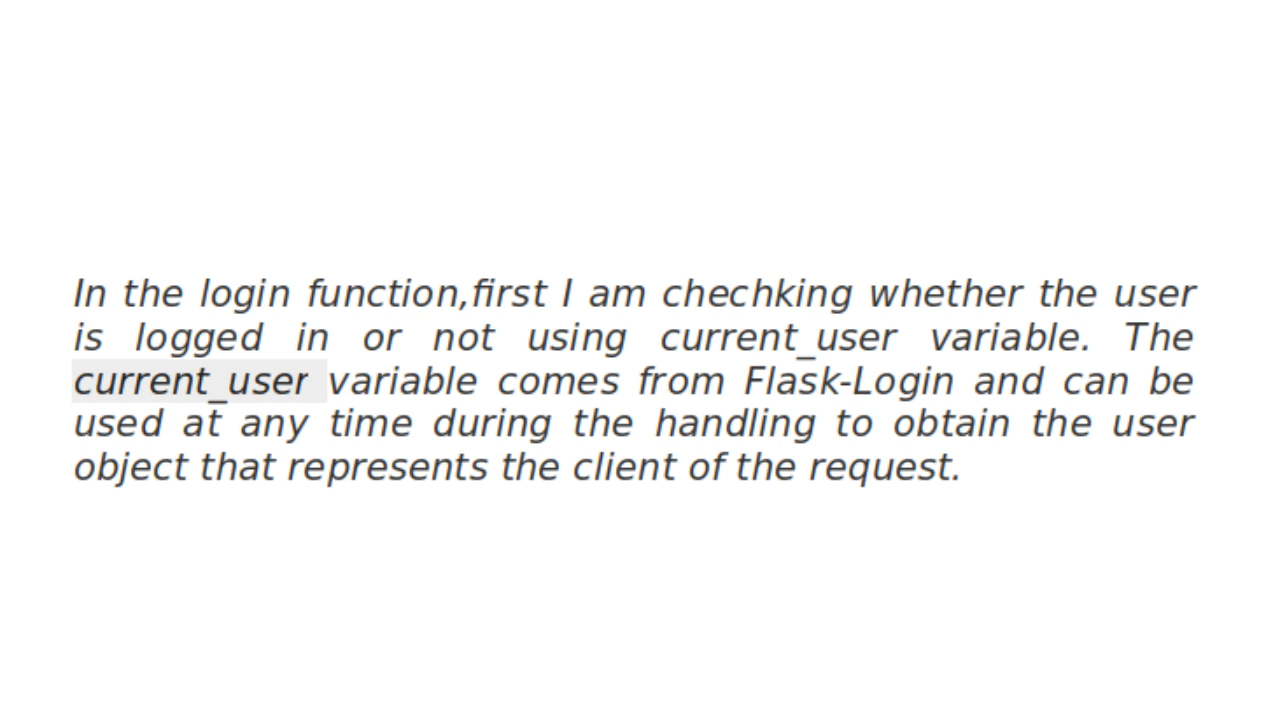 In the login function,first I am chechking whether the user
is logged in or not using current_user variable. The
current_user variable comes from Flask-Login and can be
used at any time during the handling to obtain the user
object that represents the client of the request.